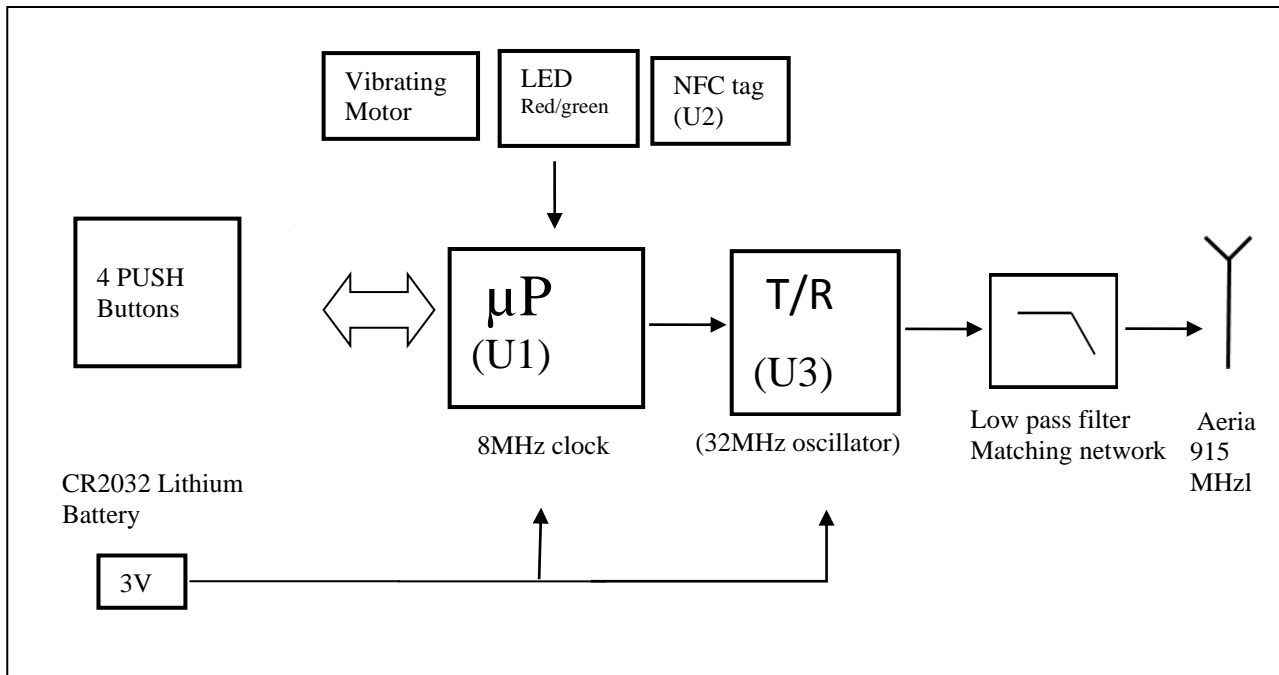 Vibrating
Motor
LED
Red/green
NFC tag
(U2)
4 PUSH
Buttons
μP
(U1)
T/R
(U3)
8MHz clock
(32MHz oscillator)
Low pass filter
Matching network
Aeria
915
MHzl
CR2032 Lithium
Battery
3V